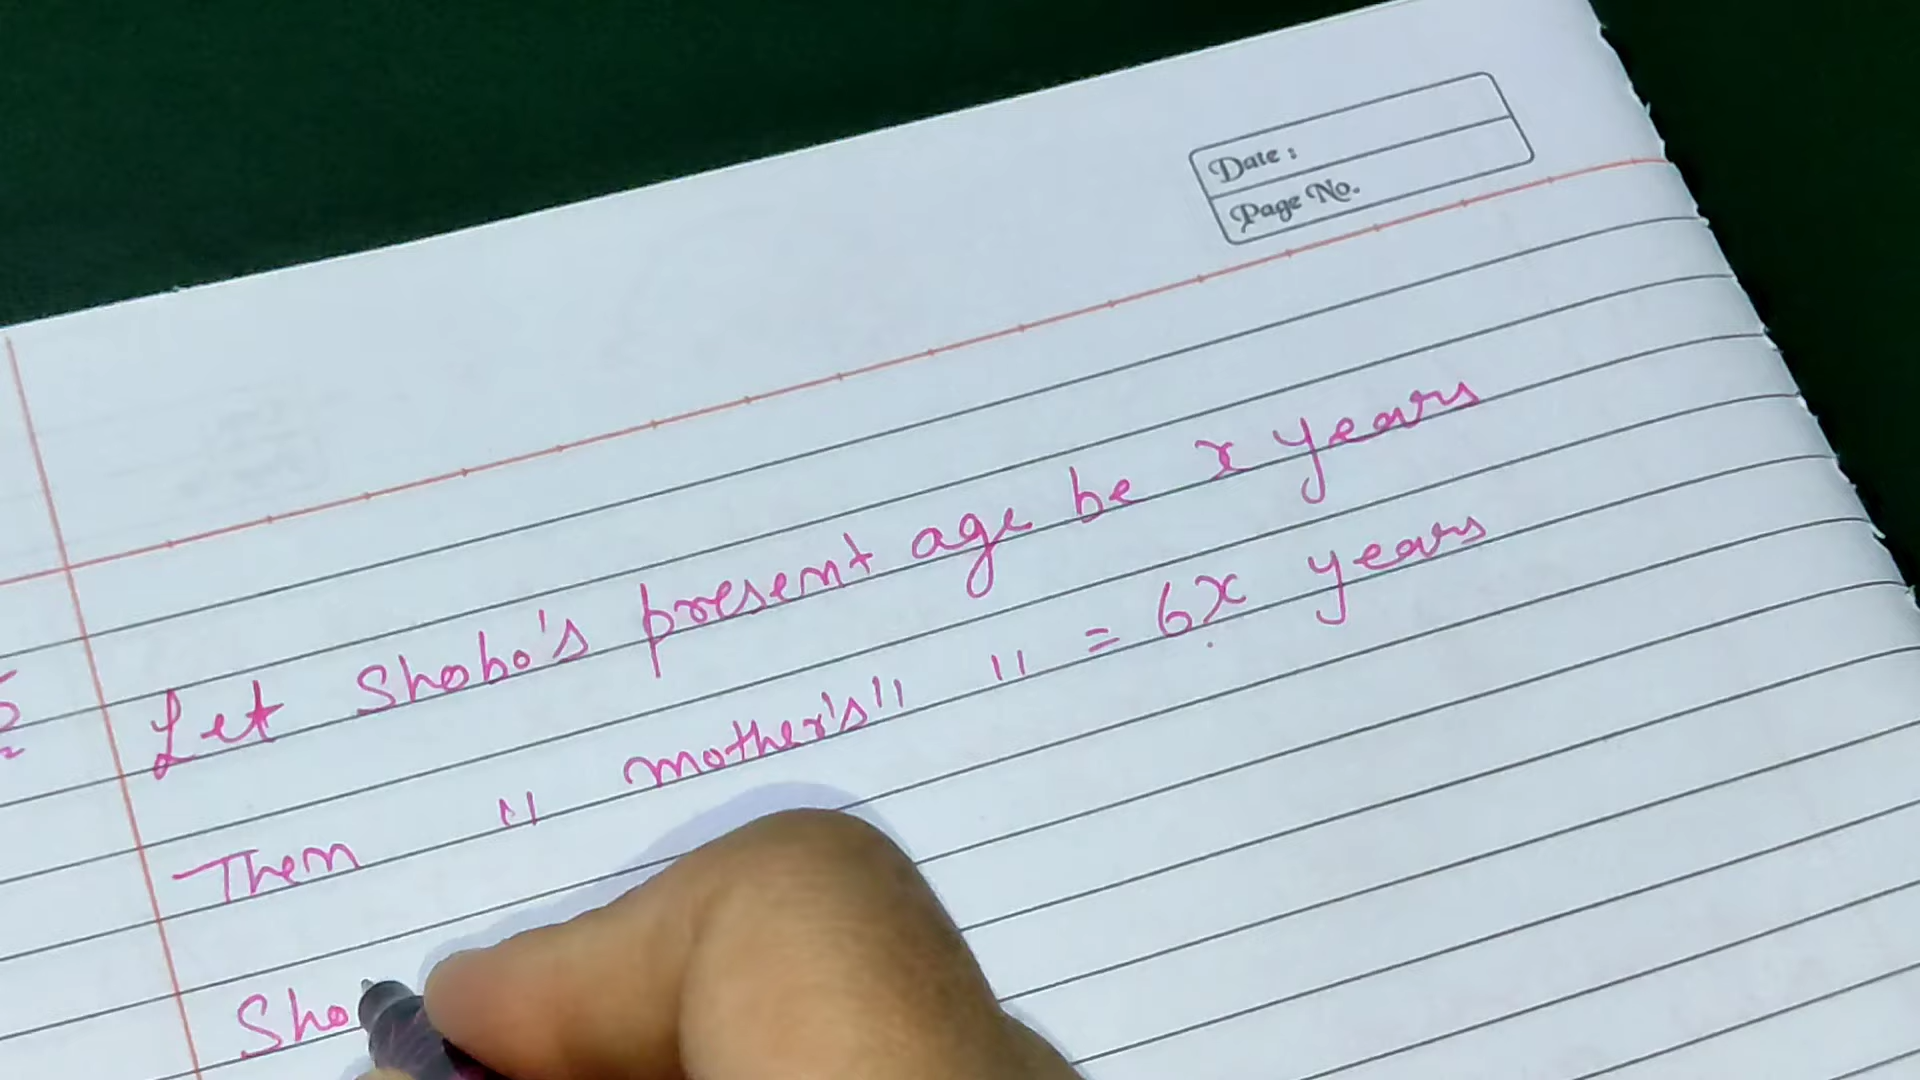 Date :
Page No.
Let Shobo's present age be x years
Then " mother's " " = 6x years
Sho